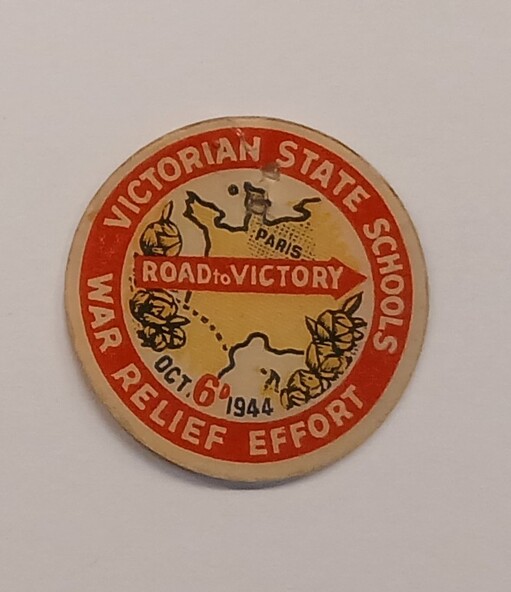 VICTORIAN STATE SCHOOLS
WAR RELIEF EFFORT
PARIS
ROAD to VICTORY
OCT. 6D 1944